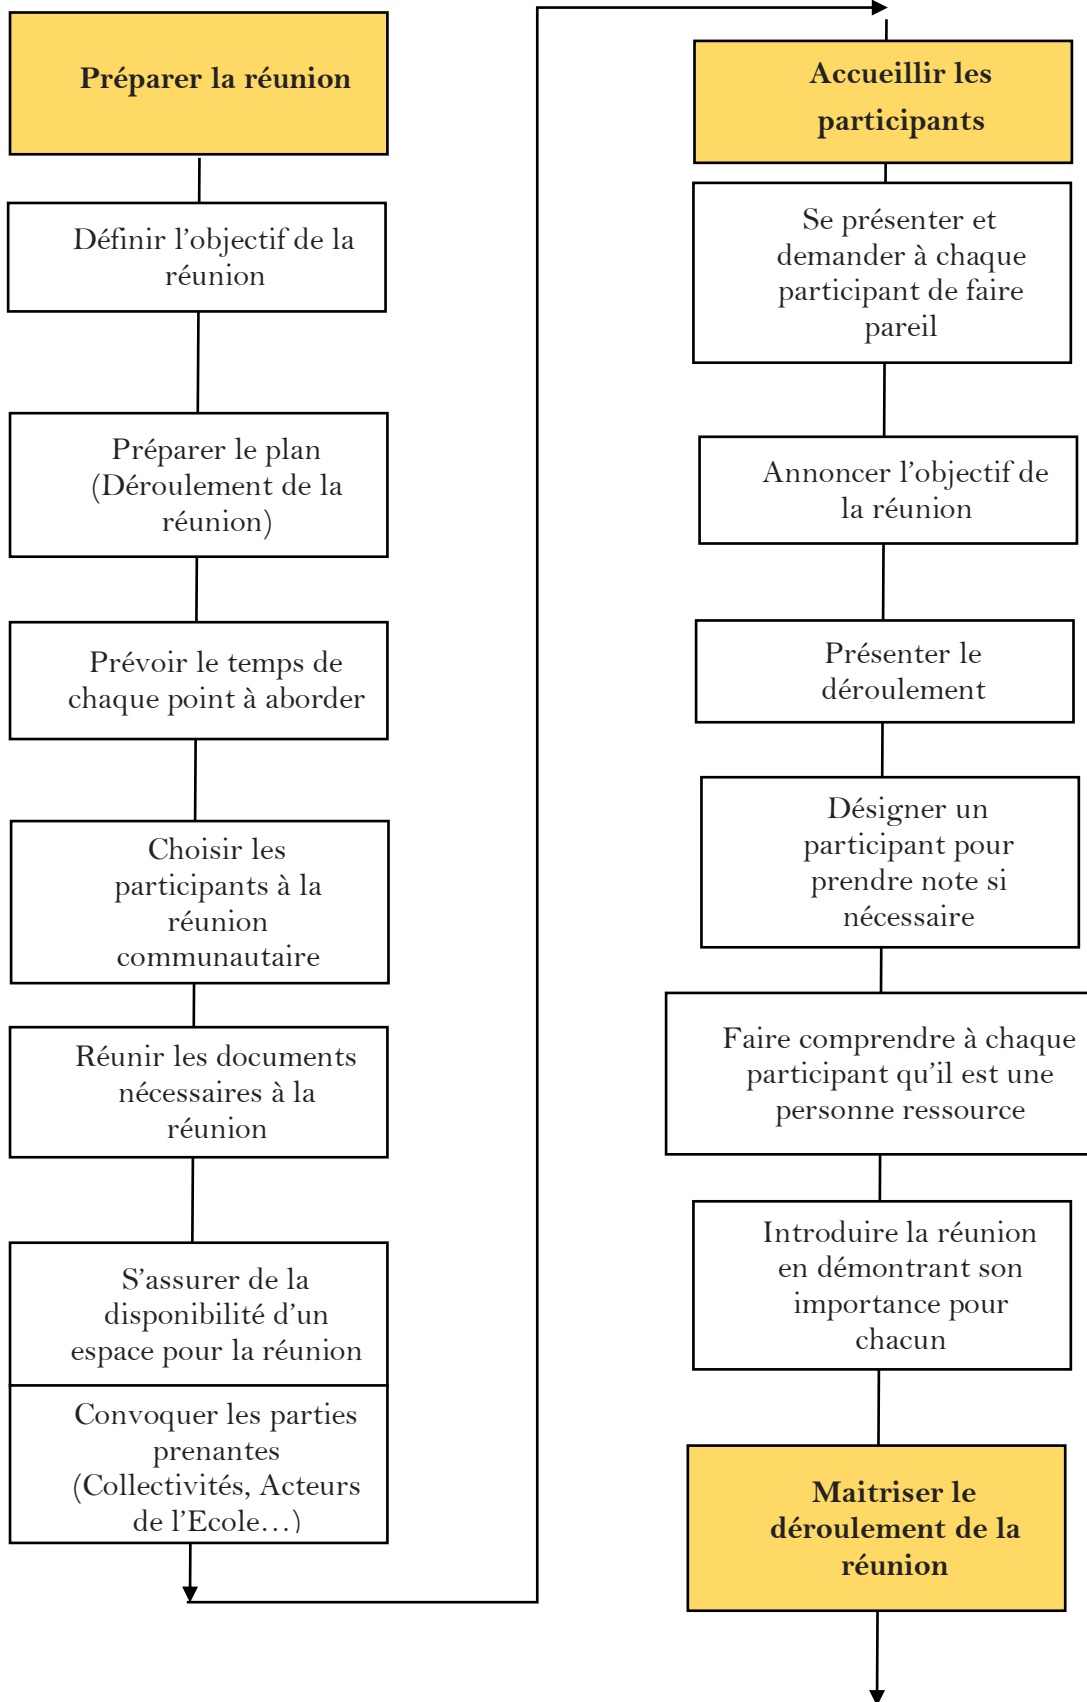 Préparer la réunion
Définir l'objectif de la
réunion
Préparer le plan
(Déroulement de la
réunion)
Prévoir le temps de
chaque point à aborder
Choisir les
participants à la
réunion
communautaire
Réunir les documents
nécessaires à la
réunion
S'assurer de la
disponibilité d'un
espace pour la réunion
Convoquer les parties
prenantes
(Collectivités, Acteurs
de l'Ecole…)
Accueillir les
participants
Se présenter et
demander à chaque
participant de faire
pareil
Annoncer l'objectif de
la réunion
Présenter le
déroulement
Désigner un
participant pour
prendre note si
nécessaire
Faire comprendre à chaque
participant qu'il est une
personne ressource
Introduire la réunion
en démontrant son
importance pour
chacun
Maitriser le
déroulement de la
réunion